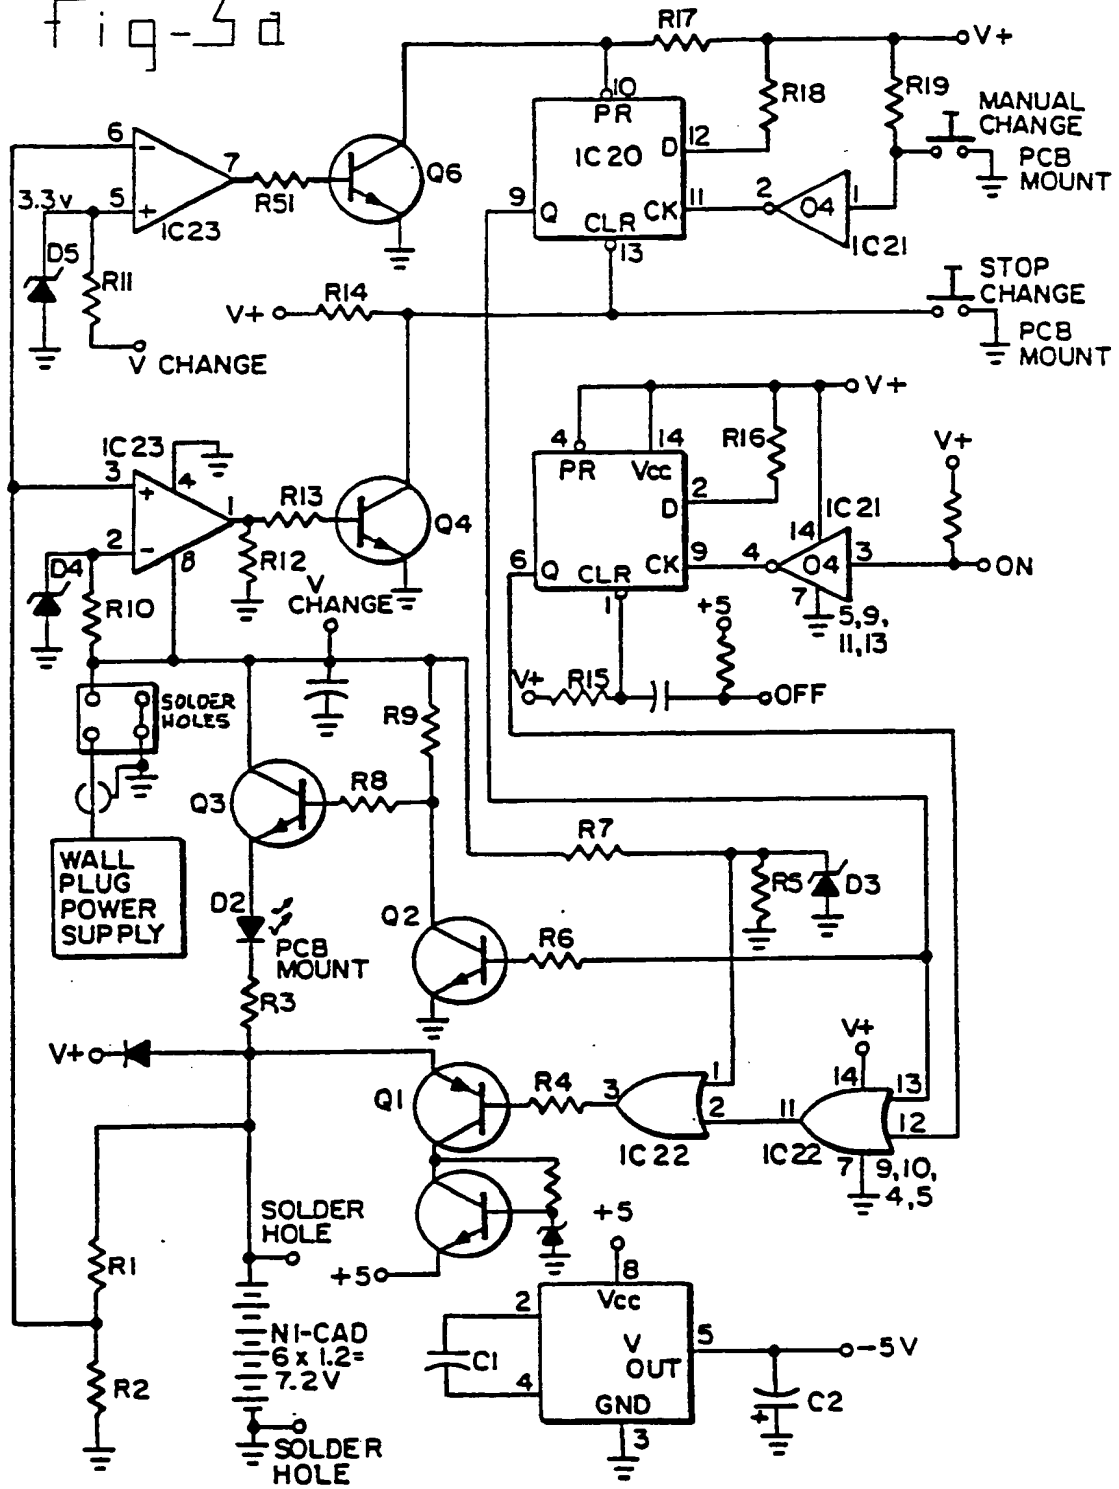 Fig-5a
R17
V+
R18
R19
MANUAL
CHANGE
PCB
MOUNT
10
PR
IC20
D
12
9
Q
CK
11
CLR
13
2
04
1
IC21
6
-
7
R51
Q6
3.3v
5
+
IC23
D5
R11
V CHANGE
V+
R14
STOP
CHANGE
PCB
MOUNT
V+
IC23
3
+
4
1
R13
Q4
2
-
8
R12
D4
R10
4
14
PR
Vcc
R16
D
2
6
Q
CK
9
CLR
1
IC21
14
4
04
3
7
5,9,
11,13
V+
ON
+5
V+
R15
OFF
V
CHANGE
SOLDER
HOLES
R9
Q3
R8
WALL
PLUG
POWER
SUPPLY
D2
PCB
MOUNT
R3
Q2
R6
R7
R5
D3
V+
Q1
R4
3
1
2
IC22
V+
14
13
11
12
IC22
7
9,10,
4,5
R1
R2
SOLDER
HOLE
NI-CAD
6 x 1.2=
7.2V
SOLDER
HOLE
+5
+5
8
Vcc
2
V
OUT
5
-5V
C1
4
GND
3
+
C2